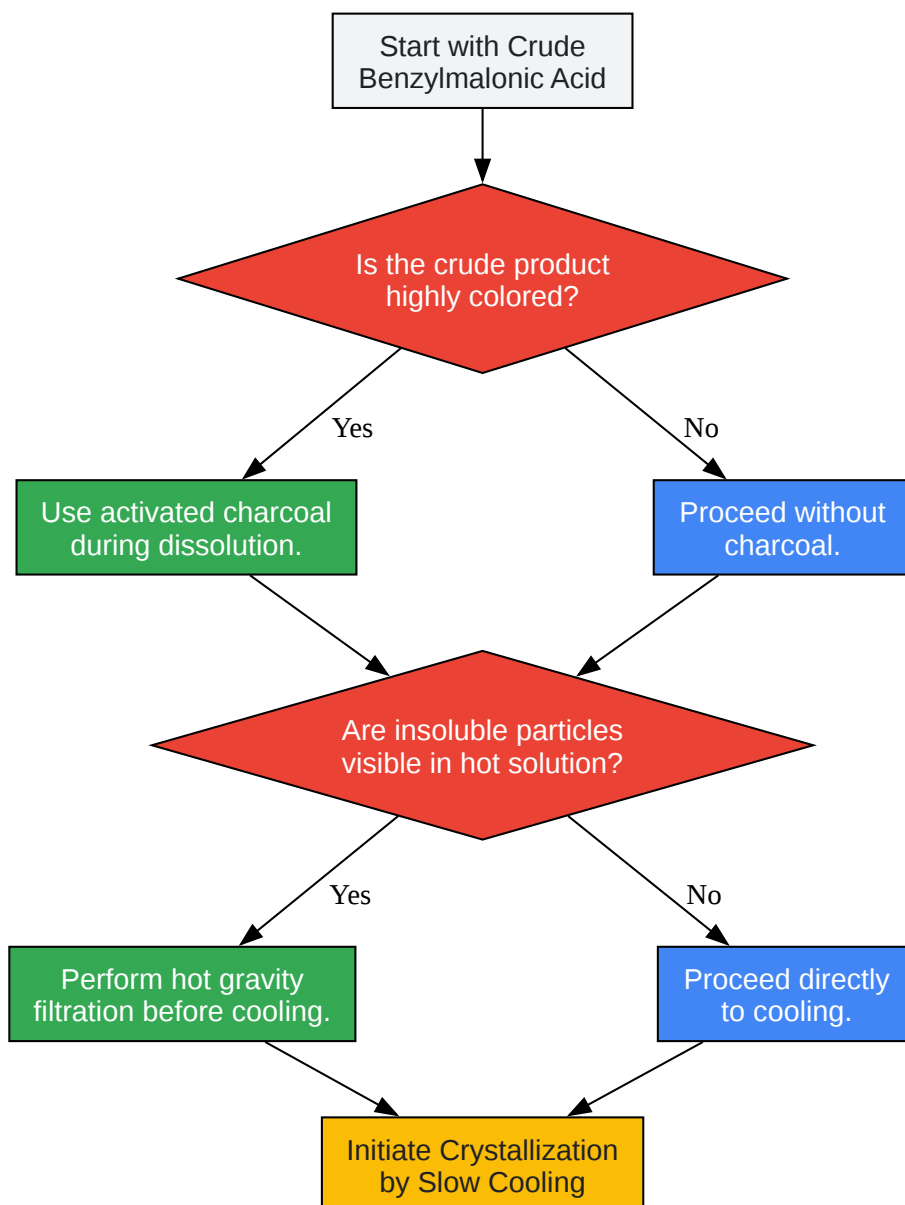 Start with Crude
Benzylmalonic Acid
Is the crude product
highly colored?
Yes
No
Use activated charcoal
during dissolution.
Proceed without
charcoal.
Are insoluble particles
visible in hot solution?
Yes
No
Perform hot gravity
filtration before cooling.
Proceed directly
to cooling.
Initiate Crystallization
by Slow Cooling